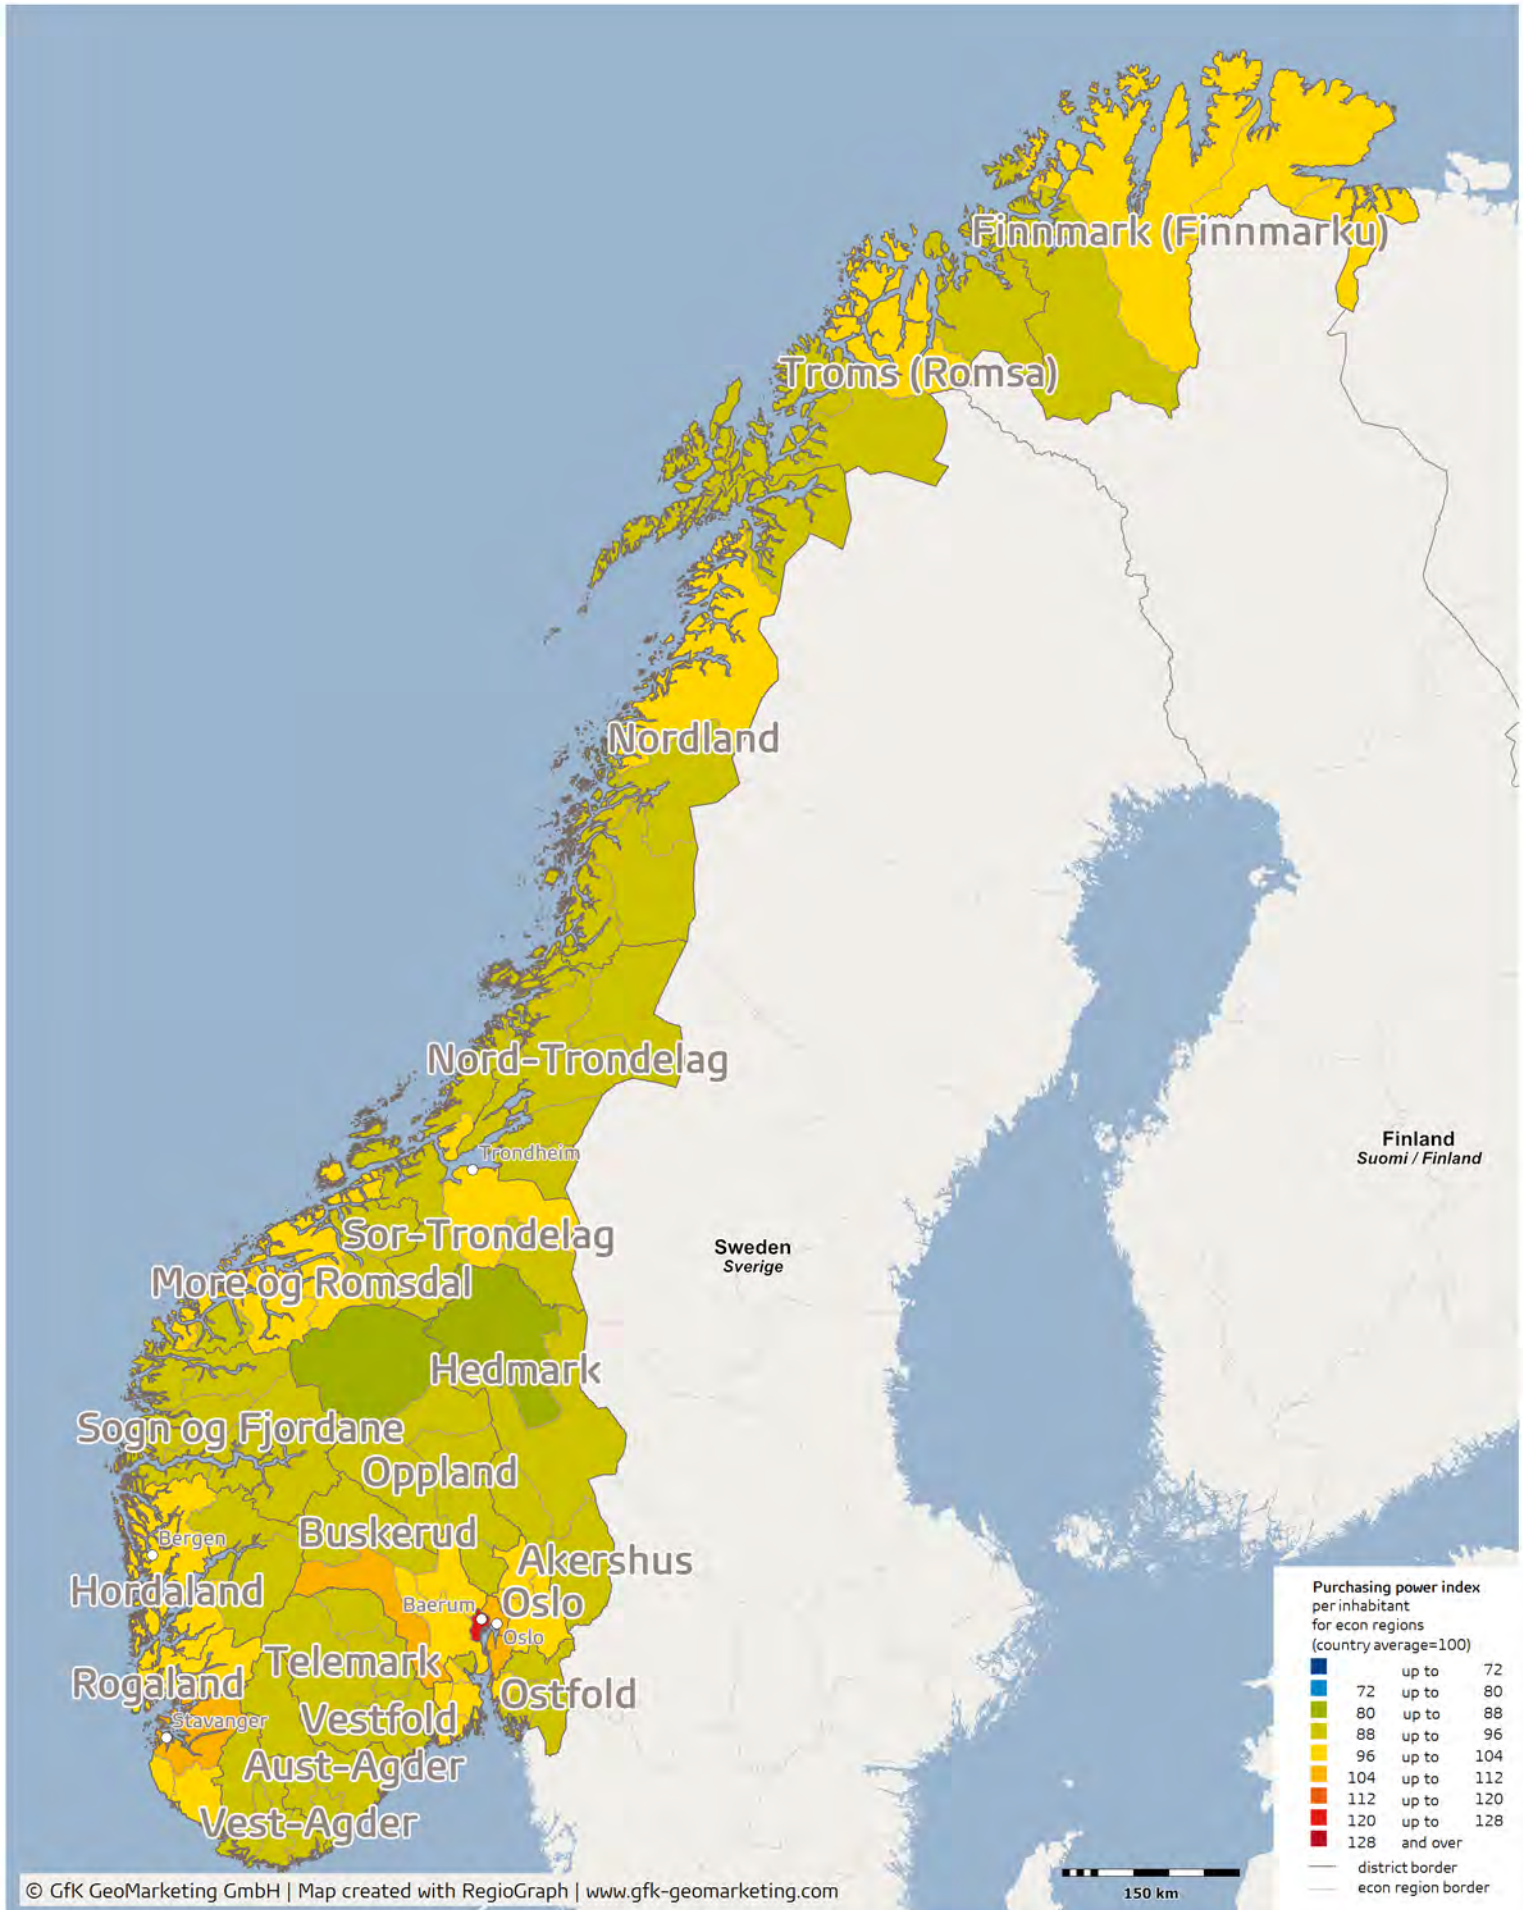 Finnmark (Finnmarku)
Troms (Romsa)
Nordland
Nord-Trondelag
Trondheim
Finland
Suomi / Finland
Sor-Trondelag
Sweden
Sverige
More og Romsdal
Hedmark
Sogn og Fjordane
Oppland
Buskerud
Bergen
Akershus
Hordaland
Baerum
Oslo
Oslo
Telemark
Rogaland
Ostfold
Stavanger
Vestfold
Aust-Agder
Vest-Agder
Purchasing power index
per inhabitant
for econ regions
(country average=100)
up to 72
72 up to 80
80 up to 88
88 up to 96
96 up to 104
104 up to 112
112 up to 120
120 up to 128
128 and over
district border
econ region border
150 km
© GfK GeoMarketing GmbH | Map created with RegioGraph | www.gfk-geomarketing.com